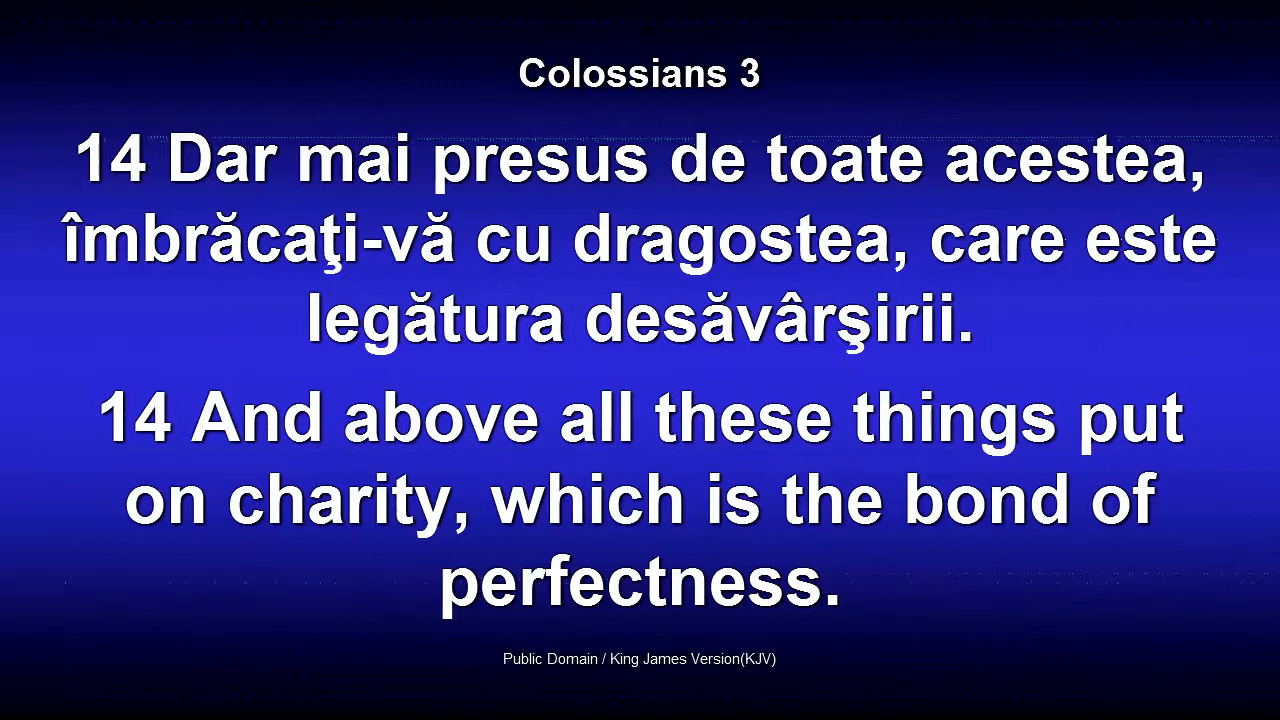 Colossians 3
14 Dar mai presus de toate acestea,
îmbrăcaţi-vă cu dragostea, care este
legătura desăvârşirii.
14 And above all these things put
on charity, which is the bond of
perfectness.
Public Domain / King James Version(KJV)